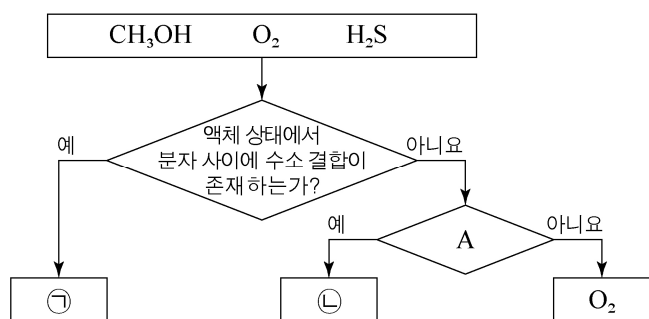 CH₃OH O₂ H₂S
액체 상태에서
분자 사이에 수소 결합이
존재하는가?
예
아니요
A
예
아니요
㉠
㉡
O₂